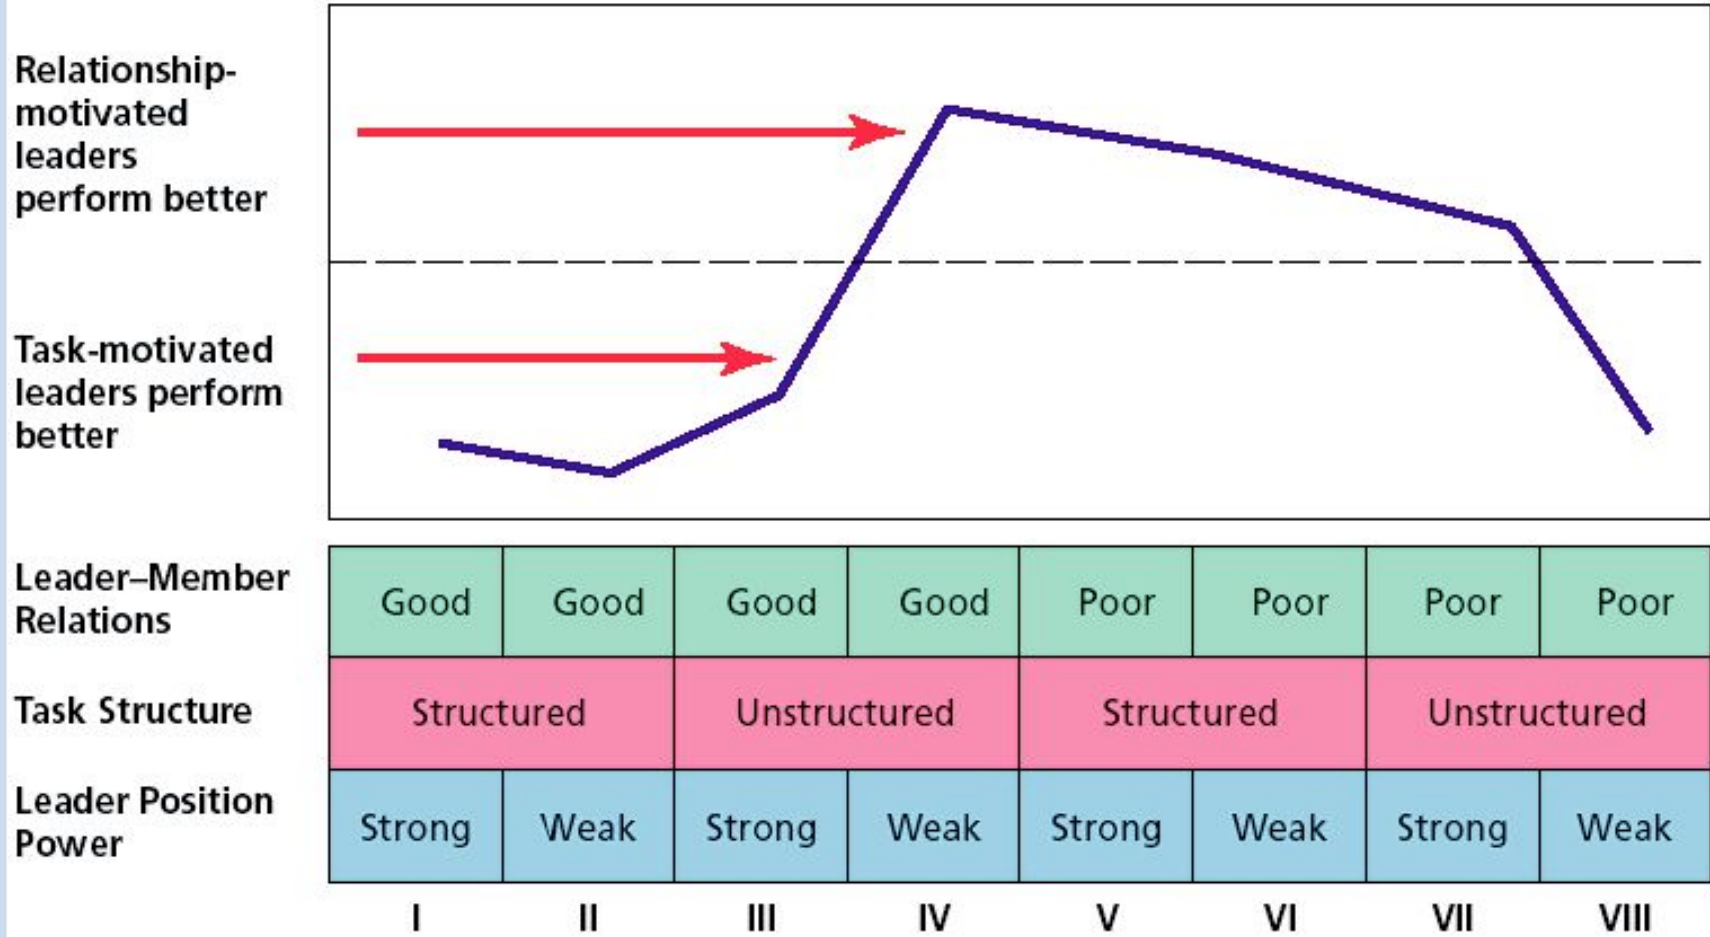 Relationship-
motivated
leaders
perform better
Task-motivated
leaders perform
better
Leader–Member
Relations
Good Good Good Good Poor Poor Poor Poor
Task Structure
Structured Unstructured Structured Unstructured
Leader Position
Power
Strong Weak Strong Weak Strong Weak Strong Weak
I II III IV V VI VII VIII